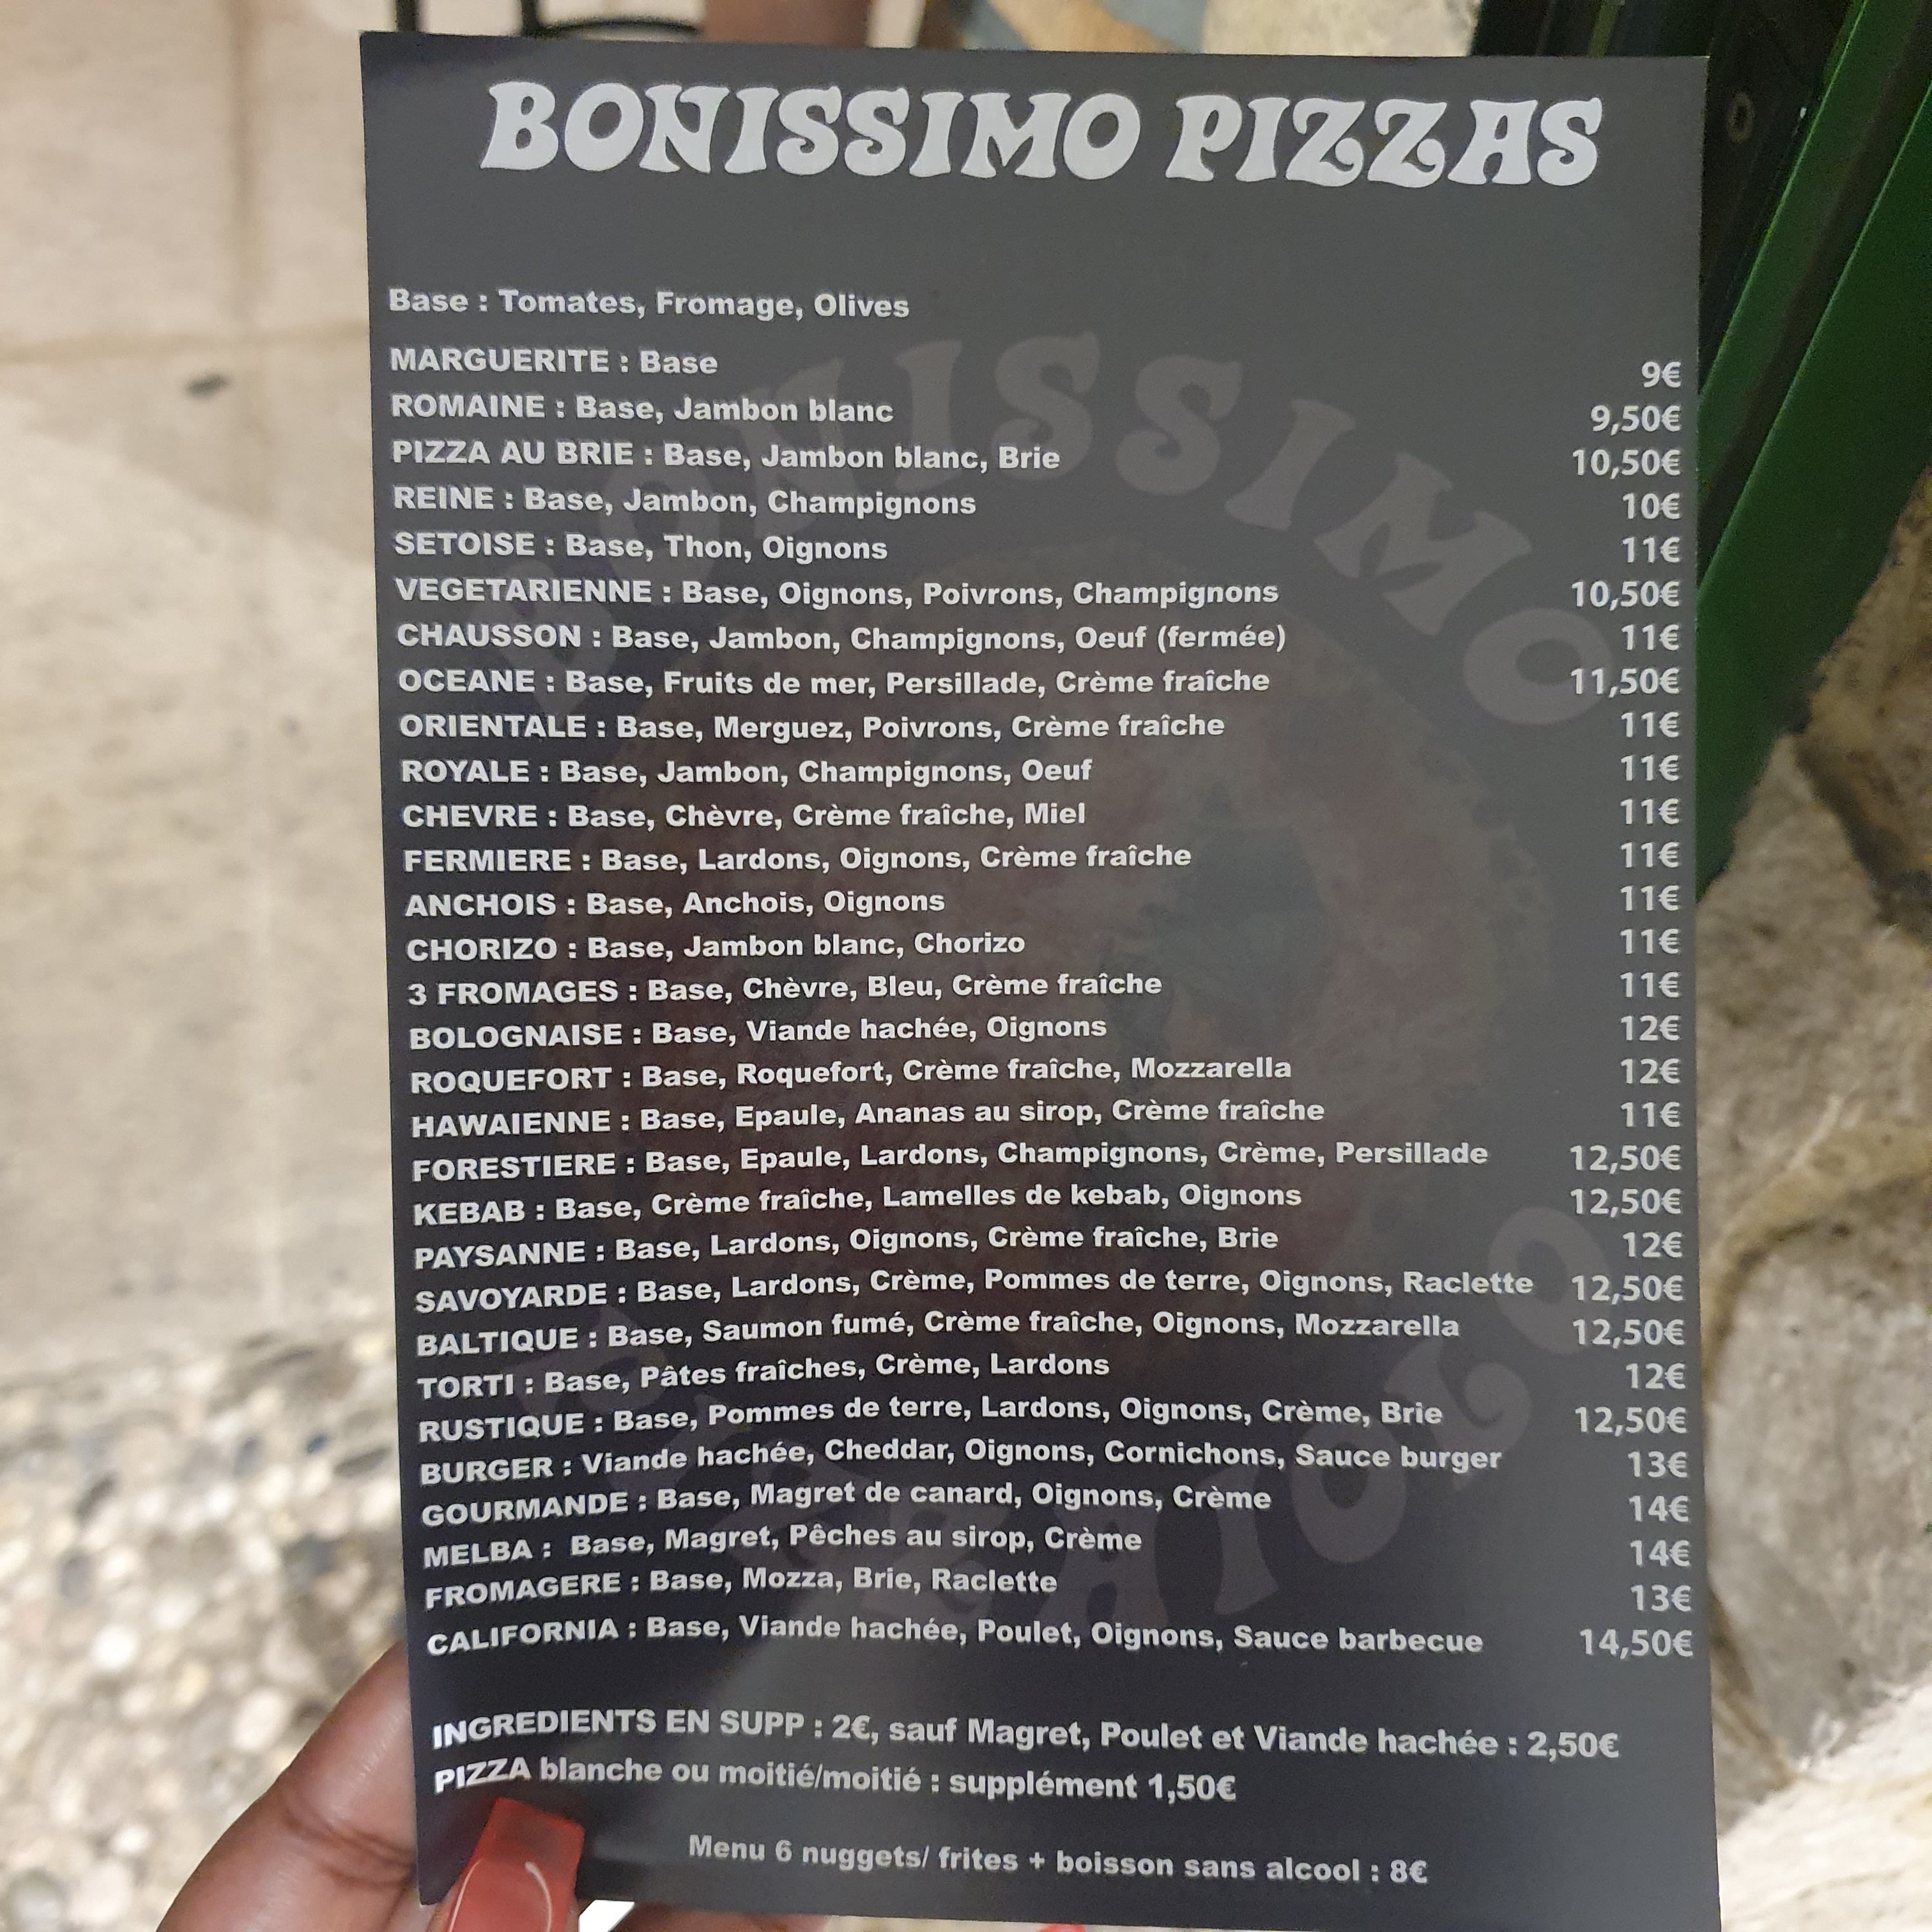 BONISSIMO PIZZAS
Base : Tomates, Fromage, Olives
MARGUERITE : Base 9€
ROMAINE : Base, Jambon blanc 9,50€
PIZZA AU BRIE : Base, Jambon blanc, Brie 10,50€
REINE : Base, Jambon, Champignons 10€
SETOISE : Base, Thon, Oignons 11€
VEGETARIENNE : Base, Oignons, Poivrons, Champignons 10,50€
CHAUSSON : Base, Jambon, Champignons, Oeuf (fermée) 11€
OCEANE : Base, Fruits de mer, Persillade, Crème fraîche 11,50€
ORIENTALE : Base, Merguez, Poivrons, Crème fraîche 11€
ROYALE : Base, Jambon, Champignons, Oeuf 11€
CHEVRE : Base, Chèvre, Crème fraîche, Miel 11€
FERMIERE : Base, Lardons, Oignons, Crème fraîche 11€
ANCHOIS : Base, Anchois, Oignons 11€
CHORIZO : Base, Jambon blanc, Chorizo 11€
3 FROMAGES : Base, Chèvre, Bleu, Crème fraîche 11€
BOLOGNAISE : Base, Viande hachée, Oignons 12€
ROQUEFORT : Base, Roquefort, Crème fraîche, Mozzarella 12€
HAWAIENNE : Base, Epaule, Ananas au sirop, Crème fraîche 11€
FORESTIERE : Base, Epaule, Lardons, Champignons, Crème, Persillade 12,50€
KEBAB : Base, Crème fraîche, Lamelles de kebab, Oignons 12,50€
PAYSANNE : Base, Lardons, Oignons, Crème fraîche, Brie 12€
SAVOYARDE : Base, Lardons, Crème, Pommes de terre, Oignons, Raclette 12,50€
BALTIQUE : Base, Saumon fumé, Crème fraîche, Oignons, Mozzarella 12,50€
TORTI : Base, Pâtes fraîches, Crème, Lardons 12€
RUSTIQUE : Base, Pommes de terre, Lardons, Oignons, Crème, Brie 12,50€
BURGER : Viande hachée, Cheddar, Oignons, Cornichons, Sauce burger 13€
GOURMANDE : Base, Magret de canard, Oignons, Crème 14€
MELBA : Base, Magret, Pêches au sirop, Crème 14€
FROMAGERE : Base, Mozza, Brie, Raclette 13€
CALIFORNIA : Base, Viande hachée, Poulet, Oignons, Sauce barbecue 14,50€
INGREDIENTS EN SUPP : 2€, sauf Magret, Poulet et Viande hachée : 2,50€
PIZZA blanche ou moitié/moitié : supplément 1,50€
Menu 6 nuggets/ frites + boisson sans alcool : 8€
BONISSIMO